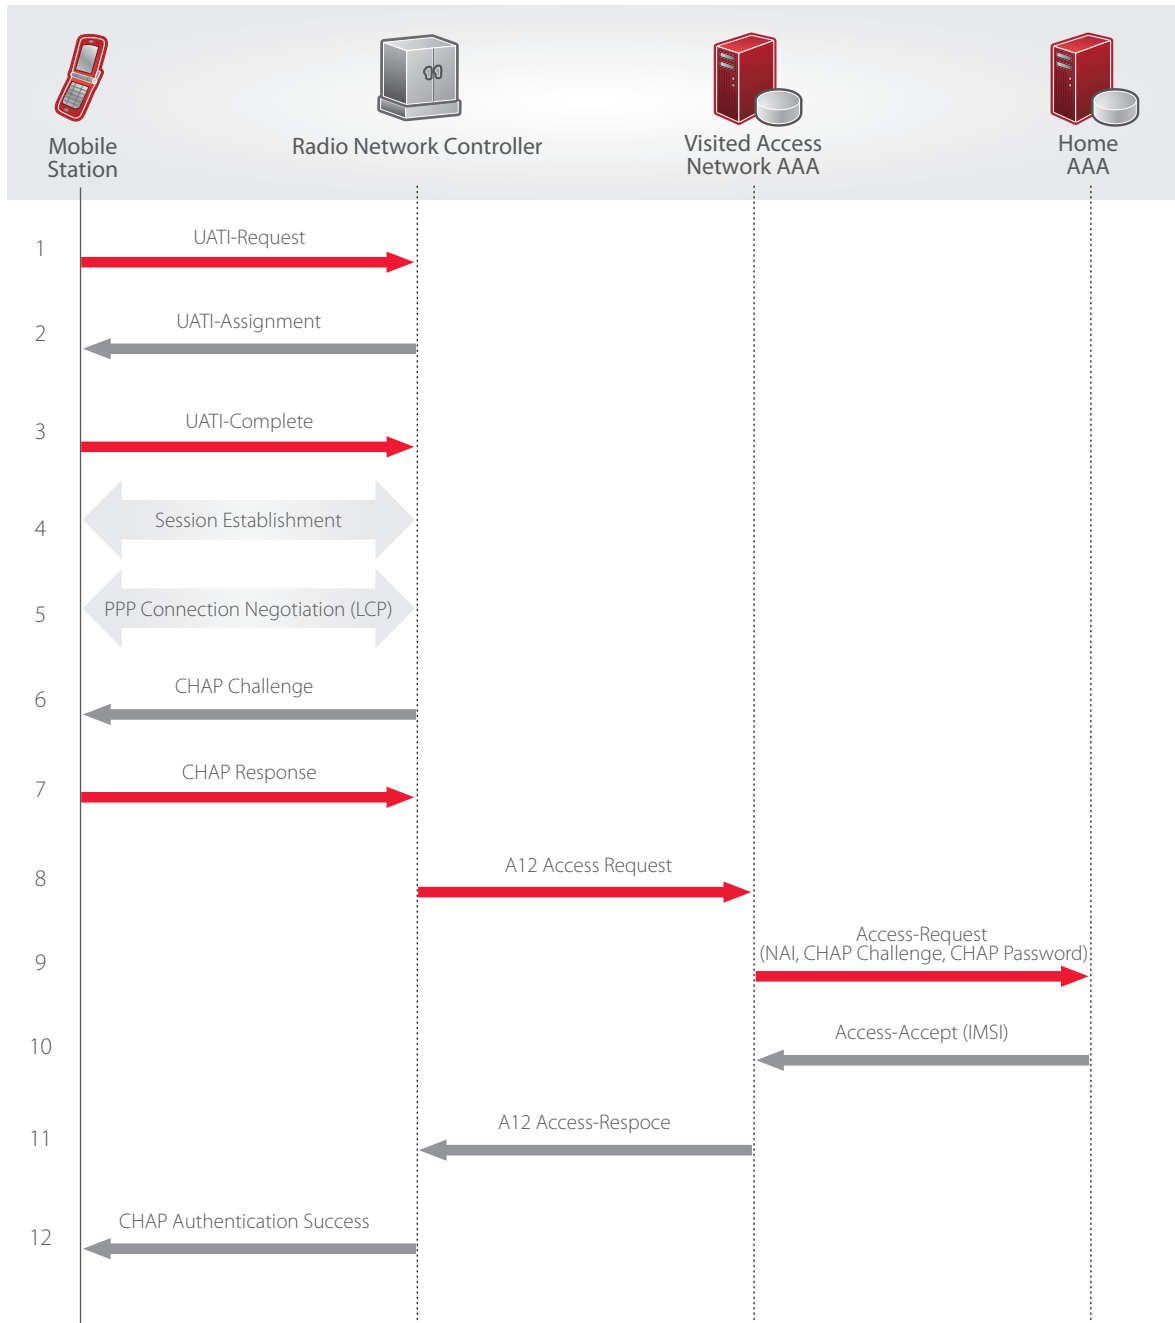 Mobile
Station
Radio Network Controller
Visited Access
Network AAA
Home
AAA
1
UATI-Request
2
UATI-Assignment
3
UATI-Complete
4
Session Establishment
5
PPP Connection Negotiation (LCP)
6
CHAP Challenge
7
CHAP Response
8
A12 Access Request
9
Access-Request
(NAI, CHAP Challenge, CHAP Password)
10
Access-Accept (IMSI)
11
A12 Access-Respoce
12
CHAP Authentication Success